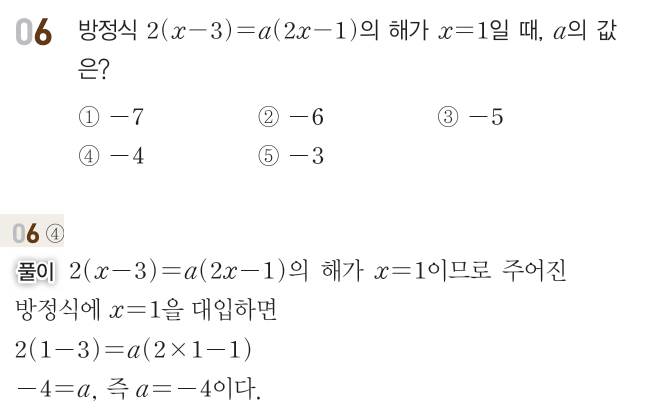 06 방정식 2(x-3)=a(2x-1)의 해가 x=1일 때, a의 값
은?
① -7 ② -6 ③ -5
④ -4 ⑤ -3
06 ④
풀이 2(x-3)=a(2x-1)의 해가 x=1이므로 주어진
방정식에 x=1을 대입하면
2(1-3)=a(2×1-1)
-4=a, 즉 a=-4이다.